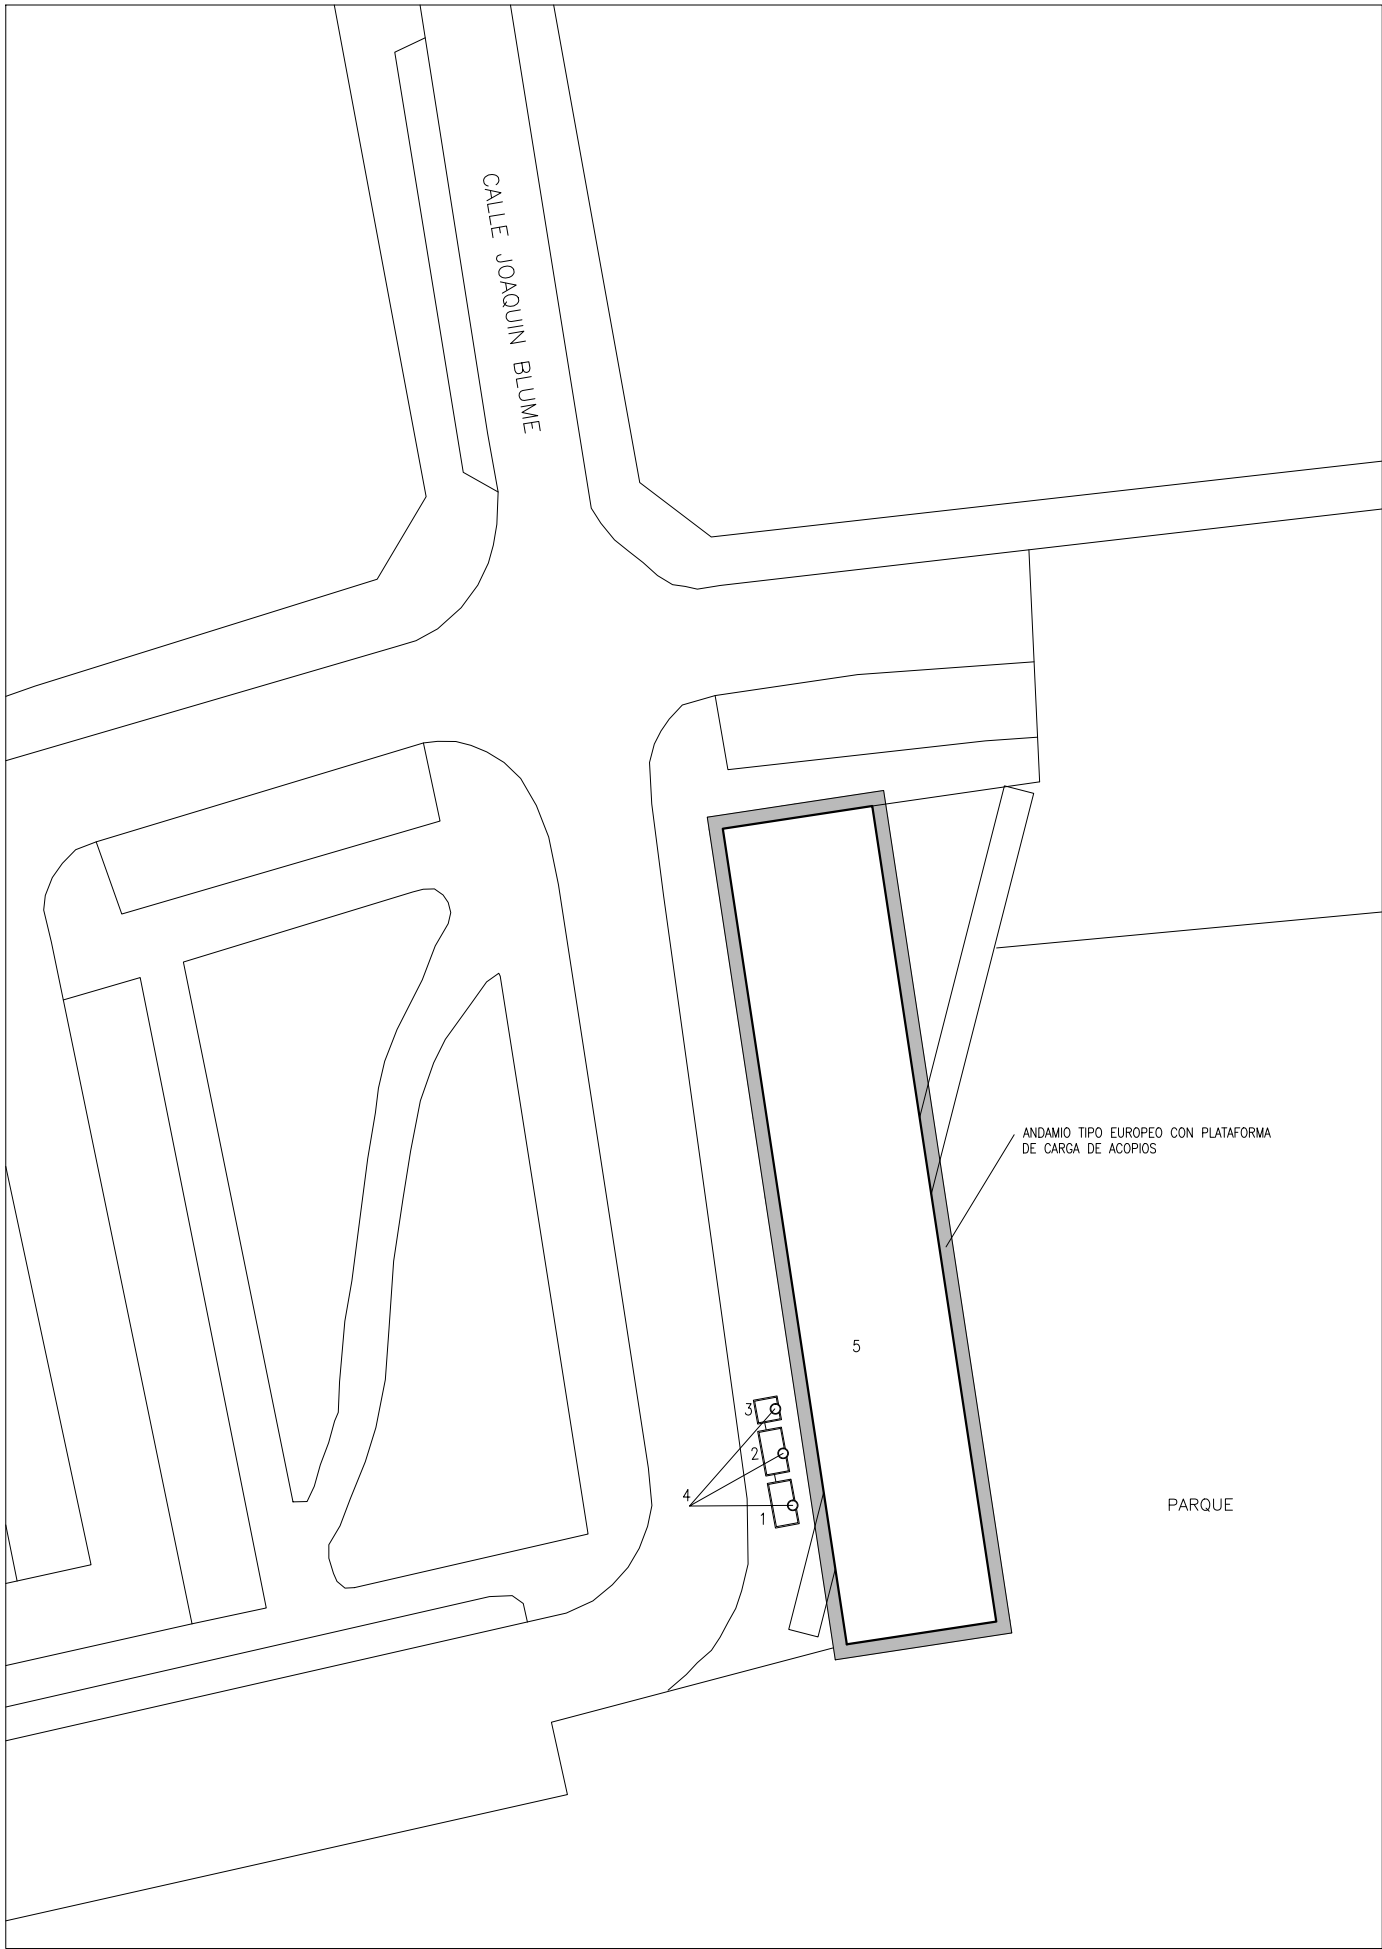 CALLE JOAQUIN BLUME
ANDAMIO TIPO EUROPEO CON PLATAFORMA
DE CARGA DE ACOPIOS
5
3
2
4
1
PARQUE